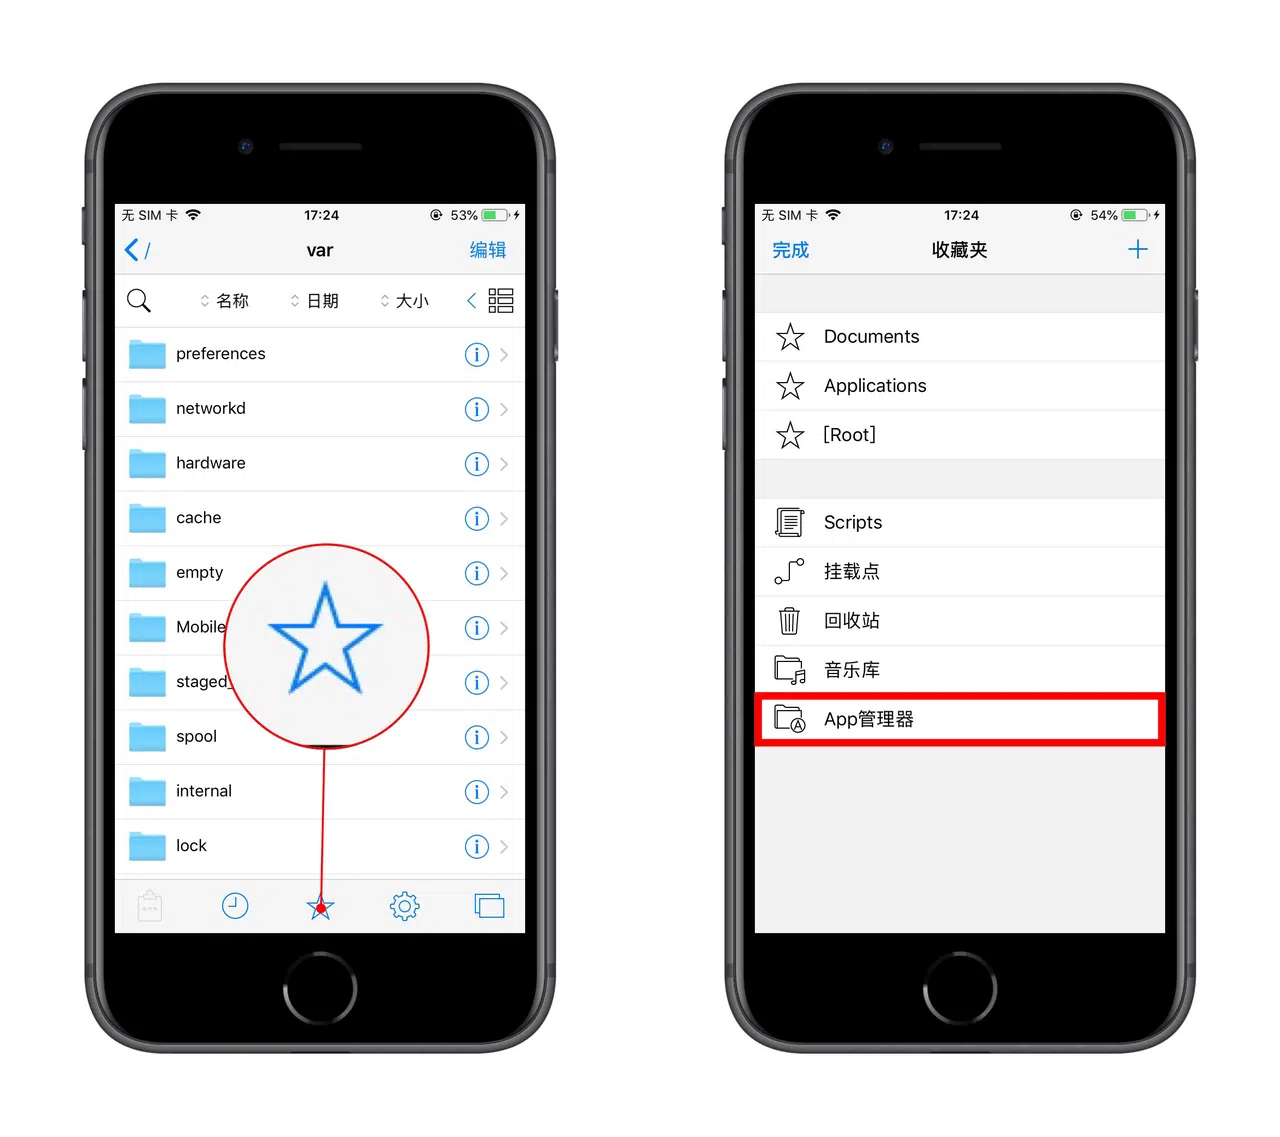 无 SIM 卡 17:24 53%
/ var 编辑
名称 日期 大小
preferences
networkd
hardware
cache
empty
Mobile
staged_
spool
internal
lock
无 SIM 卡 17:24 54%
完成 收藏夹
Documents
Applications
[Root]
Scripts
挂载点
回收站
音乐库
App管理器